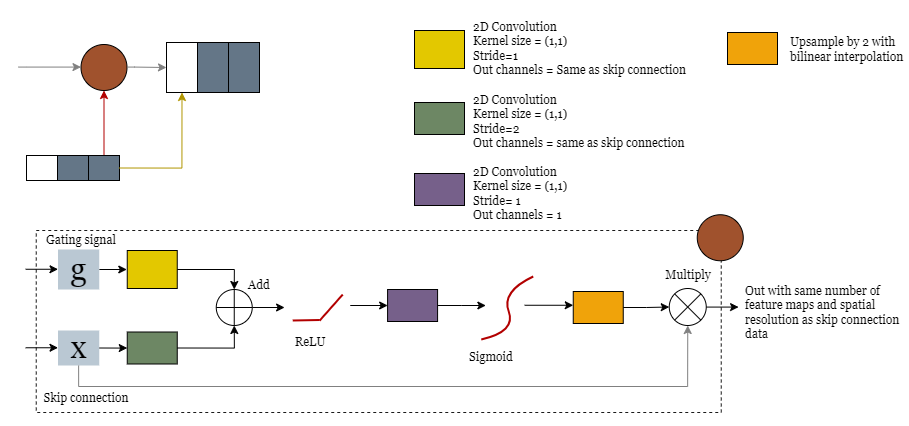 2D Convolution
Kernel size = (1,1)
Stride=1
Out channels = Same as skip connection
Upsample by 2 with
bilinear interpolation
2D Convolution
Kernel size = (1,1)
Stride=2
Out channels = same as skip connection
2D Convolution
Kernel size = (1,1)
Stride= 1
Out channels = 1
Gating signal
g
Add
Multiply
Out with same number of
feature maps and spatial
resolution as skip connection
data
ReLU
Sigmoid
x
Skip connection